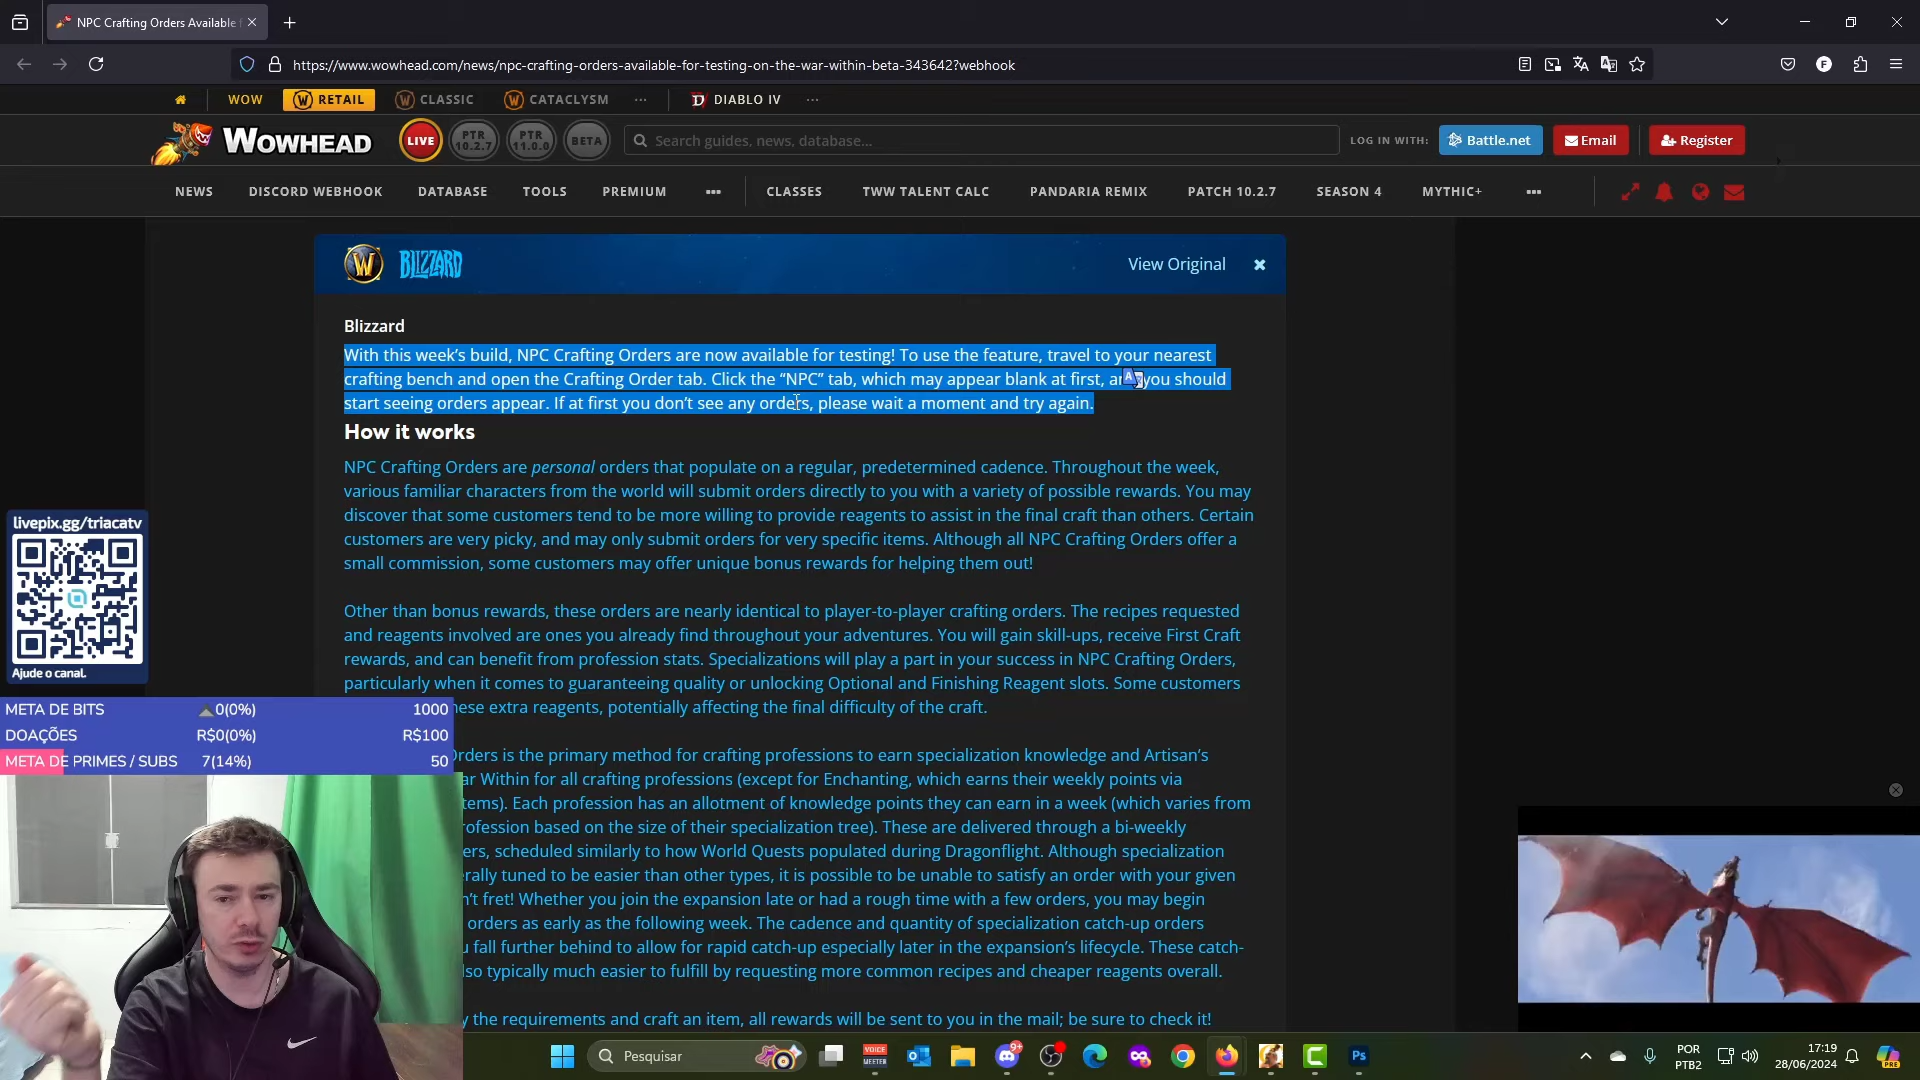 NPC Crafting Orders Available
https://www.wowhead.com/news/npc-crafting-orders-available-for-testing-on-the-war-within-beta-343642?webhook
WOW RETAIL CLASSIC CATACLYSM ... DIABLO IV ...
WOWHEAD LIVE PTR 10.2.7 PTR 11.0.0 BETA Search guides, news, database... LOG IN WITH: Battle.net Email Register
NEWS DISCORD WEBHOOK DATABASE TOOLS PREMIUM ... CLASSES TWW TALENT CALC PANDARIA REMIX PATCH 10.2.7 SEASON 4 MYTHIC+ ...
BLIZZARD View Original
Blizzard
With this week's build, NPC Crafting Orders are now available for testing! To use the feature, travel to your nearest
crafting bench and open the Crafting Order tab. Click the “NPC” tab, which may appear blank at first, you should
start seeing orders appear. If at first you don't see any orders, please wait a moment and try again.
How it works
NPC Crafting Orders are personal orders that populate on a regular, predetermined cadence. Throughout the week,
various familiar characters from the world will submit orders directly to you with a variety of possible rewards. You may
discover that some customers tend to be more willing to provide reagents to assist in the final craft than others. Certain
customers are very picky, and may only submit orders for very specific items. Although all NPC Crafting Orders offer a
small commission, some customers may offer unique bonus rewards for helping them out!
Other than bonus rewards, these orders are nearly identical to player-to-player crafting orders. The recipes requested
and reagents involved are ones you already find throughout your adventures. You will gain skill-ups, receive First Craft
rewards, and can benefit from profession stats. Specializations will play a part in your success in NPC Crafting Orders,
particularly when it comes to guaranteeing quality or unlocking Optional and Finishing Reagent slots. Some customers
hese extra reagents, potentially affecting the final difficulty of the craft.
Orders is the primary method for crafting professions to earn specialization knowledge and Artisan's
ar Within for all crafting professions (except for Enchanting, which earns their weekly points via
tems). Each profession has an allotment of knowledge points they can earn in a week (which varies from
rofession based on the size of their specialization tree). These are delivered through a bi-weekly
ers, scheduled similarly to how World Quests populated during Dragonflight. Although specialization
erally tuned to be easier than other types, it is possible to be unable to satisfy an order with your given
n't fret! Whether you join the expansion late or had a rough time with a few orders, you may begin
orders as early as the following week. The cadence and quantity of specialization catch-up orders
u fall further behind to allow for rapid catch-up especially later in the expansion's lifecycle. These catch-
lso typically much easier to fulfill by requesting more common recipes and cheaper reagents overall.
y the requirements and craft an item, all rewards will be sent to you in the mail; be sure to check it!
livepix.gg/triacatv
Ajude o canal.
META DE BITS 0(0%) 1000
DOAÇÕES R$0(0%) R$100
META DE PRIMES / SUBS 7(14%) 50
Pesquisar
POR
PTB2
17:19
28/06/2024